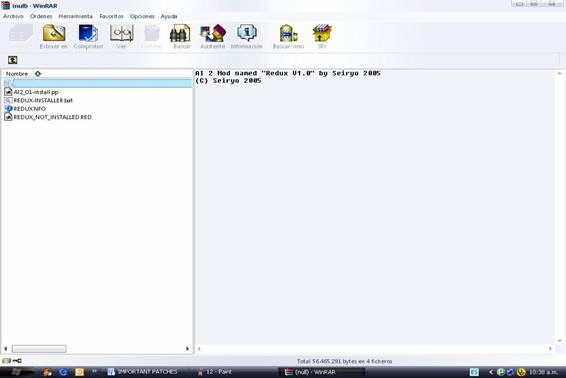 (null) - WinRAR
Archivo Órdenes Herramienta Favoritos Opciones Ayuda
Extraer en Comprobar Ver Buscar Asistente Información Buscar virus SFX
Nombre
AI2_01-install.pp
REDUX-INSTALLER.bat
REDUX.NFO
REDUX_NOT_INSTALLED.RED
AI 2 Mod named "Redux V1.0" by Seiryo 2005
(C) Seiryo 2005
Total 56.465.291 bytes en 4 ficheros
IMPORTANT PATCHES
12 - Paint
(null) - WinRAR
10:38 a.m.